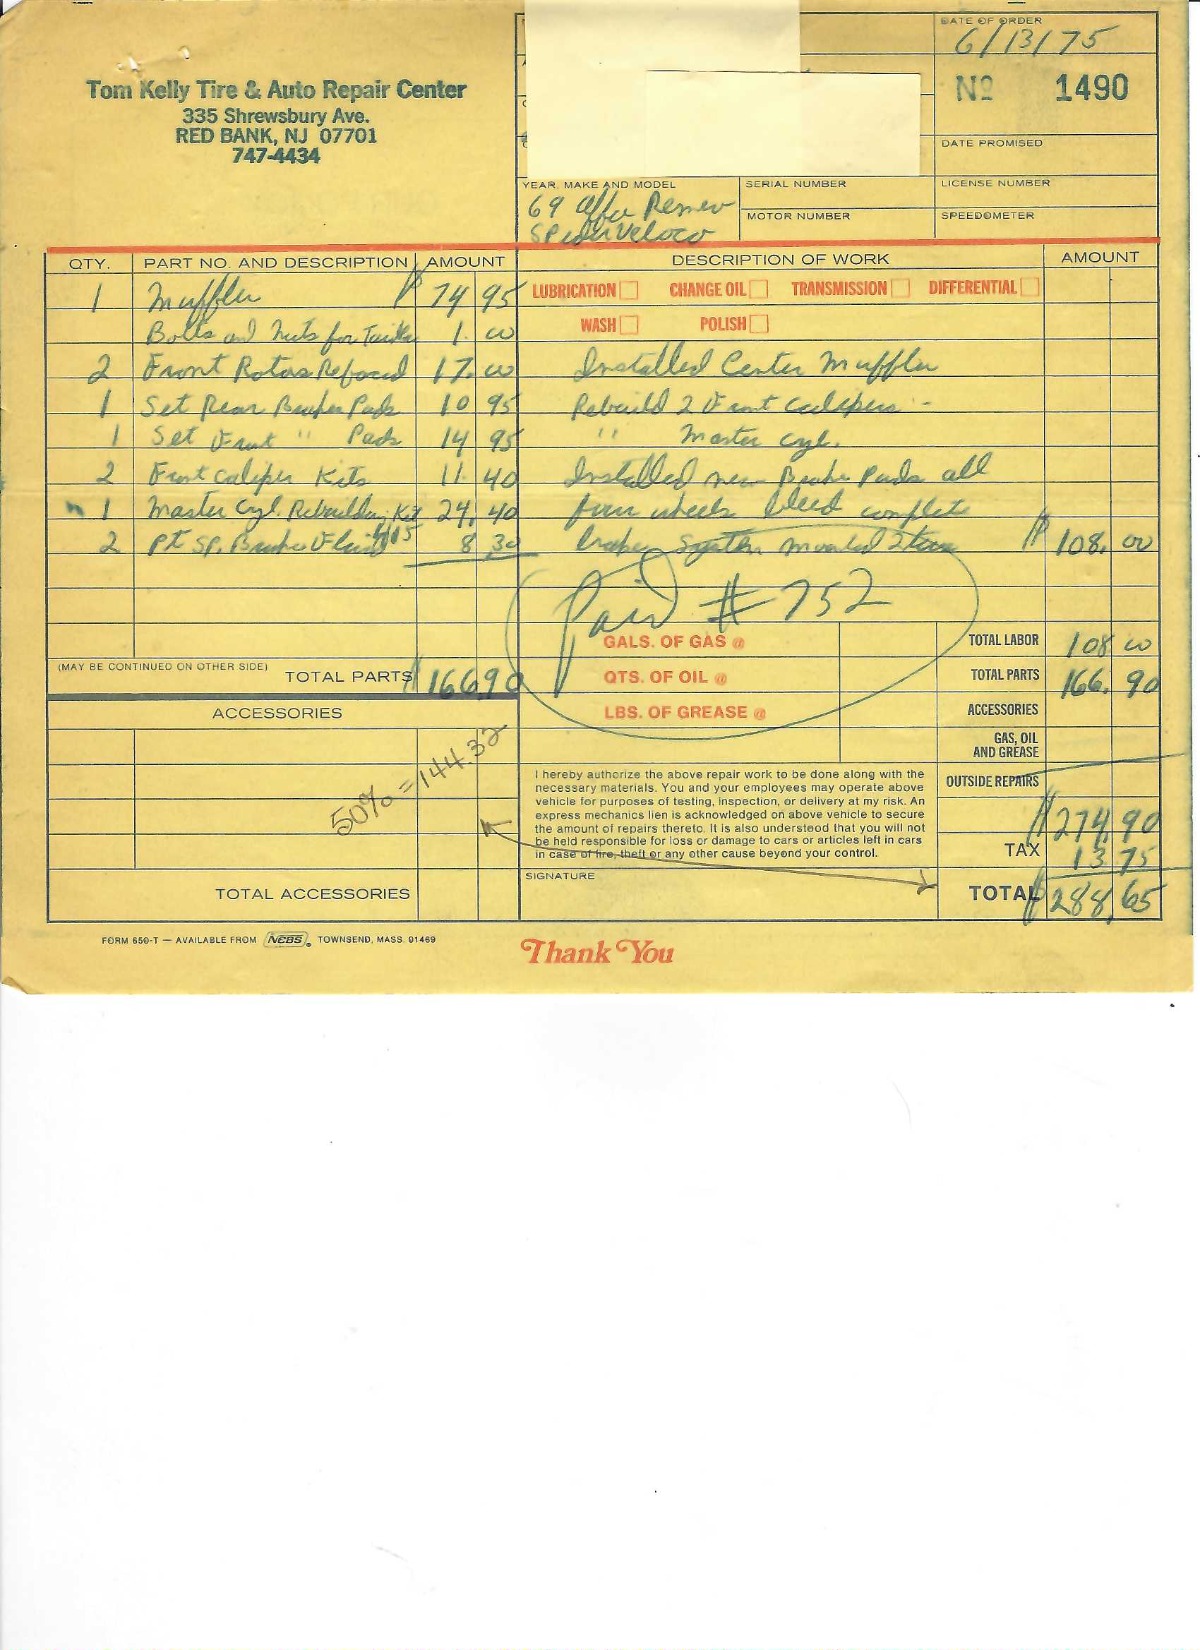 DATE OF ORDER
6/13/75
Tom Kelly Tire & Auto Repair Center
335 Shrewsbury Ave.
RED BANK, NJ 07701
747-4434
No 1490
DATE PROMISED
YEAR, MAKE AND MODEL
SERIAL NUMBER
LICENSE NUMBER
69 Alfa Romeo
Spider Veloce
MOTOR NUMBER
SPEEDOMETER
QTY. PART NO. AND DESCRIPTION AMOUNT DESCRIPTION OF WORK AMOUNT
1 Muffler $74 95
LUBRICATION CHANGE OIL TRANSMISSION DIFFERENTIAL
Bolts and Nuts for 1. 00
WASH POLISH
2 Front Rotors Refaced 17. 00 Installed Center Muffler
1 Set Rear Brake Pads 10 95 Rebuild 2 Front calipers -
1 Set Front " Pads 14 95 " Master cyl.
2 Front caliper Kits 11. 40 Installed new Brake Pads all
1 Master Cyl. Rebuilding Kit 24. 40 four wheels bleed complete
2 Pt Sp. Brake Fluid 4.15 8 30 brake system mounted 2 $108. 00
Paid # 752
GALS. OF GAS @ TOTAL LABOR 108 00
(MAY BE CONTINUED ON OTHER SIDE) TOTAL PARTS $166.90 QTS. OF OIL @ TOTAL PARTS 166. 90
ACCESSORIES LBS. OF GREASE @ ACCESSORIES
GAS, OIL
AND GREASE
50% = 144.32
I hereby authorize the above repair work to be done along with the
necessary materials. You and your employees may operate above
vehicle for purposes of testing, inspection, or delivery at my risk. An
express mechanics lien is acknowledged on above vehicle to secure
the amount of repairs thereto. It is also understood that you will not
be held responsible for loss or damage to cars or articles left in cars
in case of fire, theft or any other cause beyond your control.
OUTSIDE REPAIRS
$274.90
TAX 13 75
SIGNATURE
TOTAL ACCESSORIES TOTAL $288.65
FORM 650-T — AVAILABLE FROM NEBS, TOWNSEND, MASS. 01469
Thank You